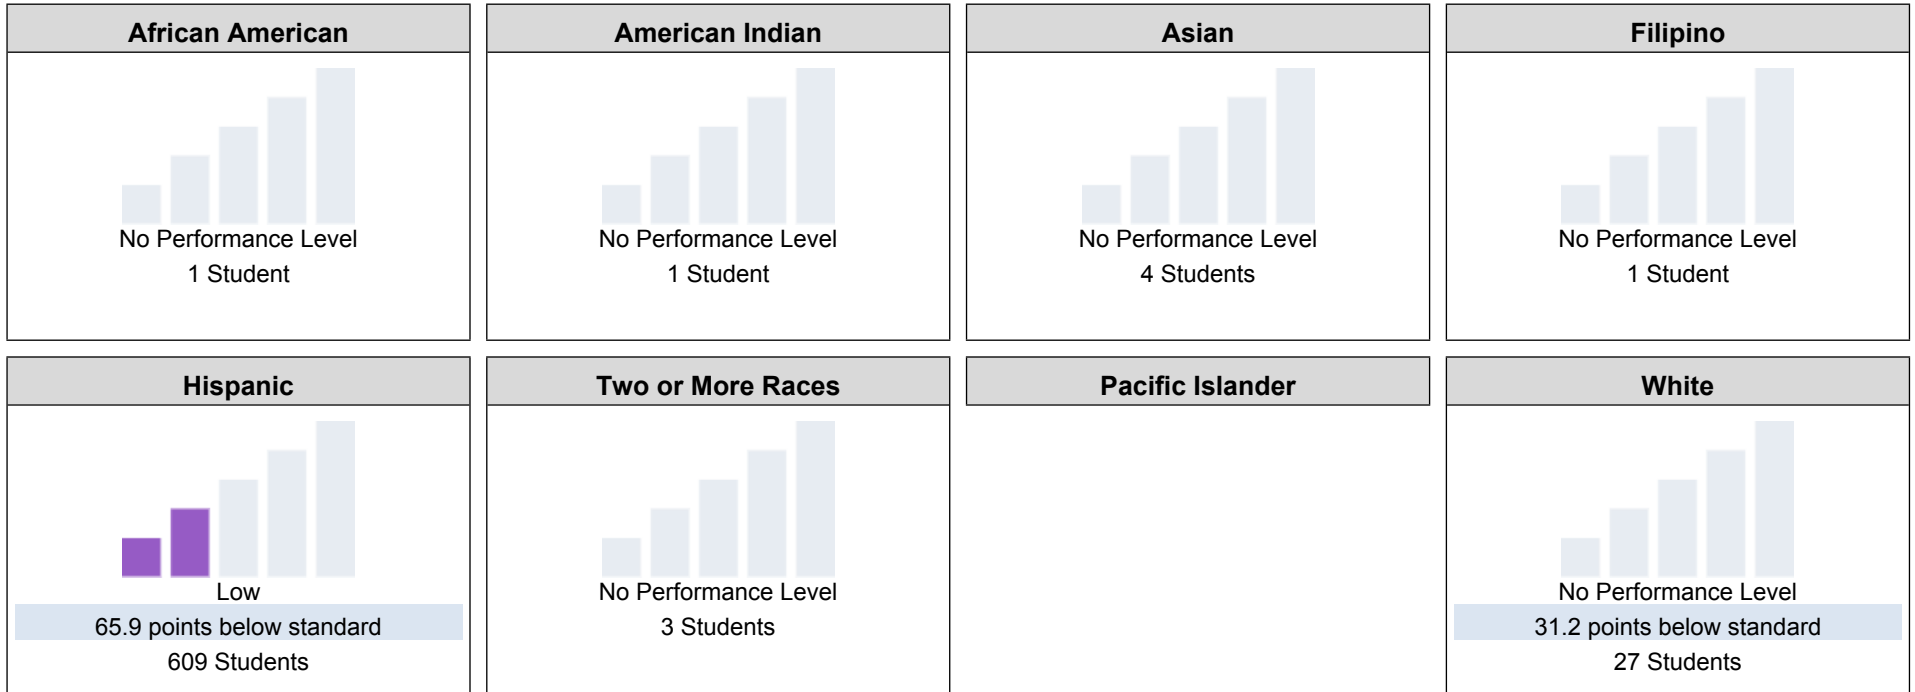 African American
No Performance Level
1 Student
American Indian
No Performance Level
1 Student
Asian
No Performance Level
4 Students
Filipino
No Performance Level
1 Student
Hispanic
Low
65.9 points below standard
609 Students
Two or More Races
No Performance Level
3 Students
Pacific Islander
White
No Performance Level
31.2 points below standard
27 Students